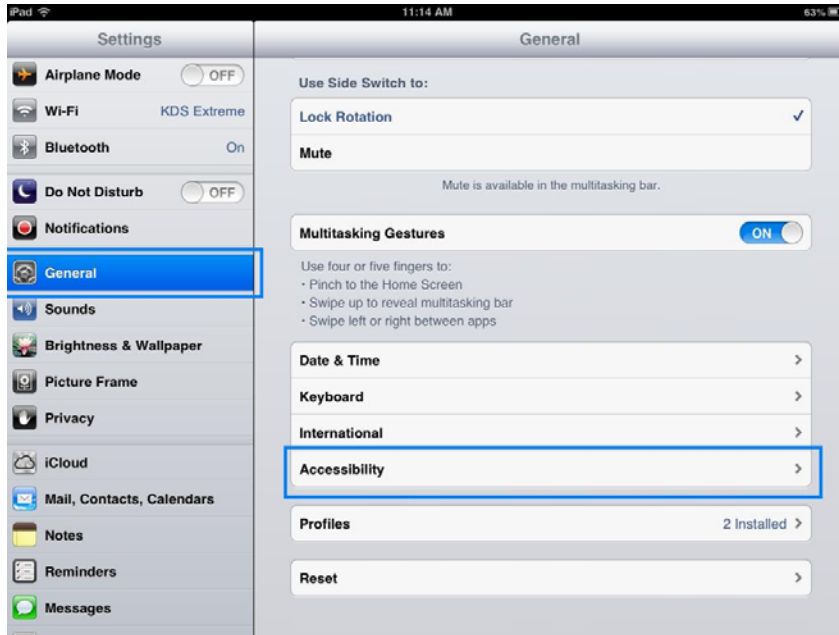 iPad
11:14 AM
63%
Settings
Airplane Mode OFF
Wi-Fi KDS Extreme
Bluetooth On
Do Not Disturb OFF
Notifications
General
Sounds
Brightness & Wallpaper
Picture Frame
Privacy
iCloud
Mail, Contacts, Calendars
Notes
Reminders
Messages
General
Use Side Switch to:
Lock Rotation
Mute
Mute is available in the multitasking bar.
Multitasking Gestures ON
Use four or five fingers to:
• Pinch to the Home Screen
• Swipe up to reveal multitasking bar
• Swipe left or right between apps
Date & Time
Keyboard
International
Accessibility
Profiles 2 Installed
Reset